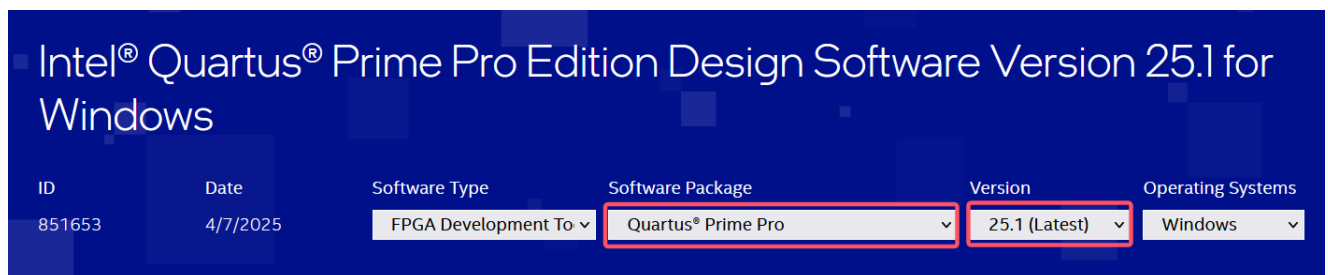 Intel® Quartus® Prime Pro Edition Design Software Version 25.1 for
Windows
ID Date Software Type Software Package Version Operating Systems
851653 4/7/2025 FPGA Development To Quartus® Prime Pro 25.1 (Latest) Windows